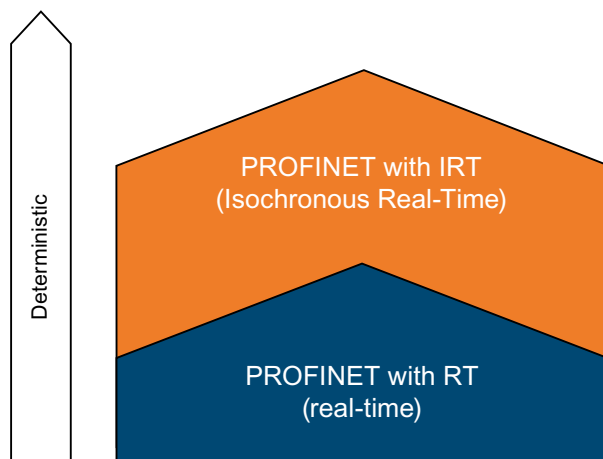 Deterministic
PROFINET with IRT
(Isochronous Real-Time)
PROFINET with RT
(real-time)